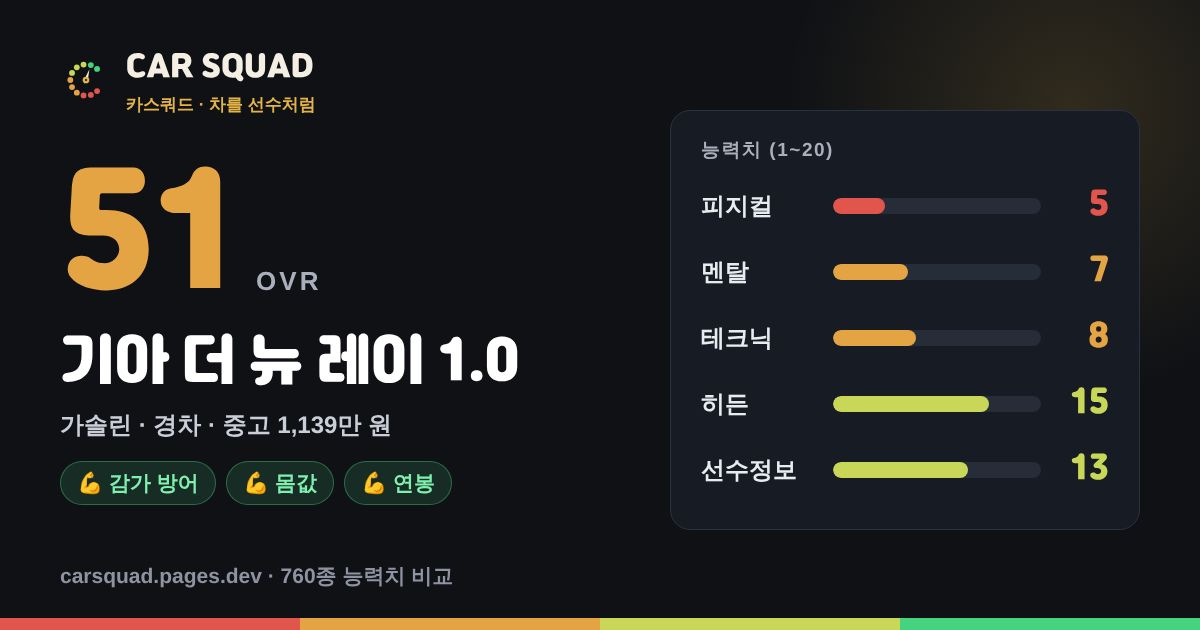 CAR SQUAD
카스쿼드 · 차를 선수처럼
51 OVR
기아 더 뉴 레이 1.0
가솔린 · 경차 · 중고 1,139만 원
💪 감가 방어 💪 몸값 💪 연봉
carsquad.pages.dev · 760종 능력치 비교
능력치 (1~20)
피지컬 5
멘탈 7
테크닉 8
히든 15
선수정보 13